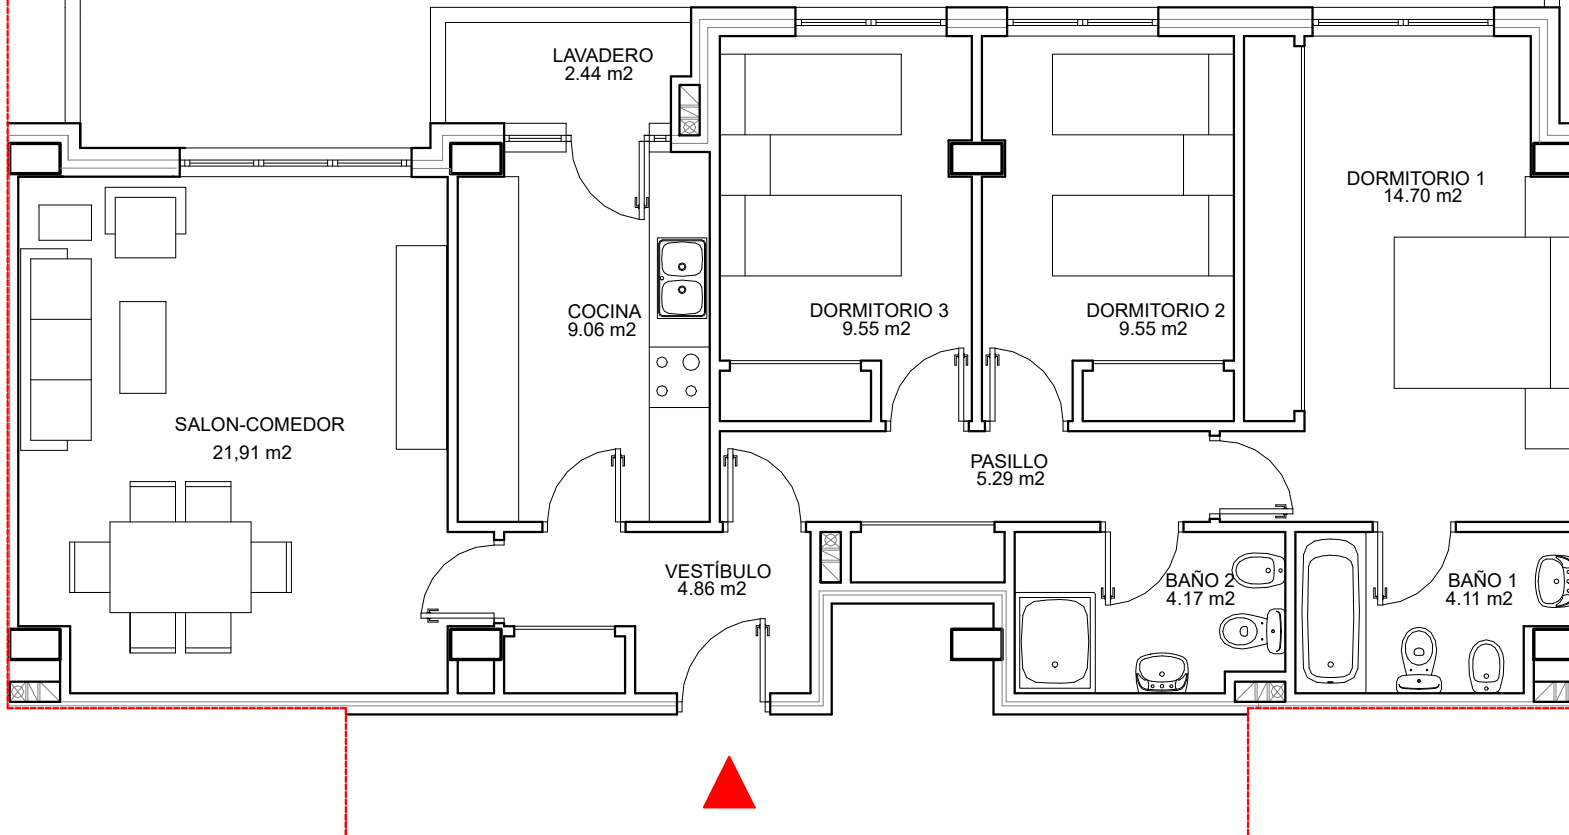 LAVADERO
2.44 m2
DORMITORIO 1
14.70 m2
COCINA
9.06 m2
DORMITORIO 3
9.55 m2
DORMITORIO 2
9.55 m2
SALON-COMEDOR
21,91 m2
PASILLO
5.29 m2
VESTÍBULO
4.86 m2
BAÑO 2
4.17 m2
BAÑO 1
4.11 m2